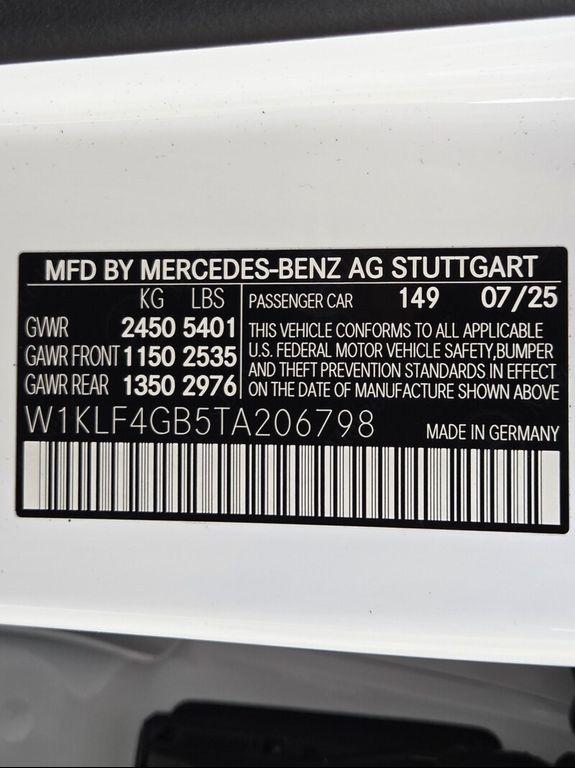 MFD BY MERCEDES-BENZ AG STUTTGART
KG LBS
GVWR 2450 5401
GAWR FRONT 1150 2535
GAWR REAR 1350 2976
PASSENGER CAR 149 07/25
THIS VEHICLE CONFORMS TO ALL APPLICABLE
U.S. FEDERAL MOTOR VEHICLE SAFETY,BUMPER
AND THEFT PREVENTION STANDARDS IN EFFECT
ON THE DATE OF MANUFACTURE SHOWN ABOVE
W1KLF4GB5TA206798
MADE IN GERMANY